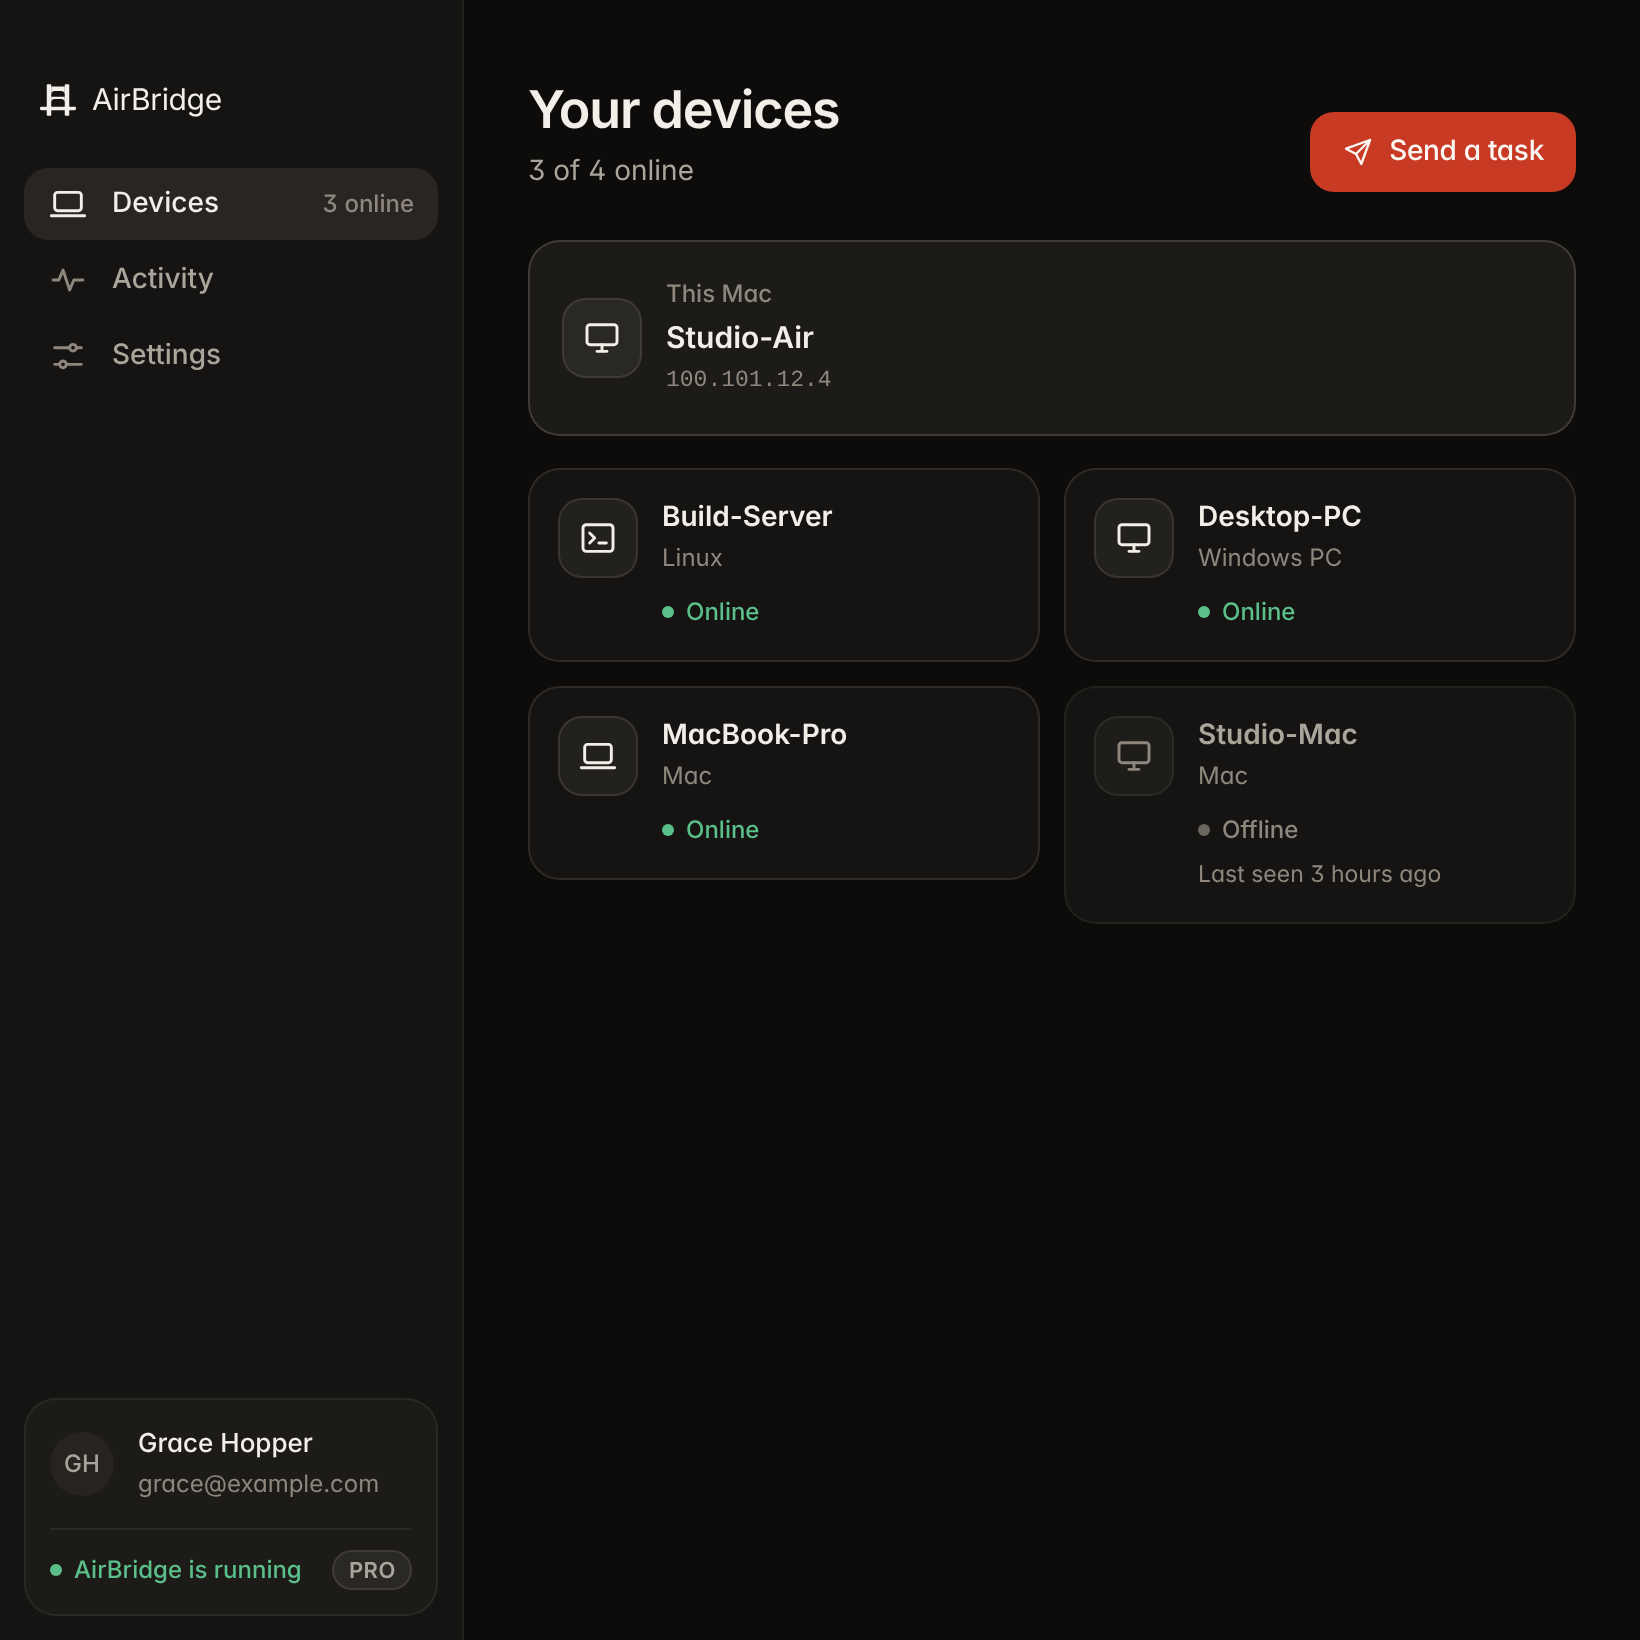 AirBridge
Devices
3 online
Activity
Settings
Your devices
3 of 4 online
Send a task
This Mac
Studio-Air
100.101.12.4
Build-Server
Linux
Online
Desktop-PC
Windows PC
Online
MacBook-Pro
Mac
Online
Studio-Mac
Mac
Offline
Last seen 3 hours ago
GH
Grace Hopper
grace@example.com
AirBridge is running
PRO